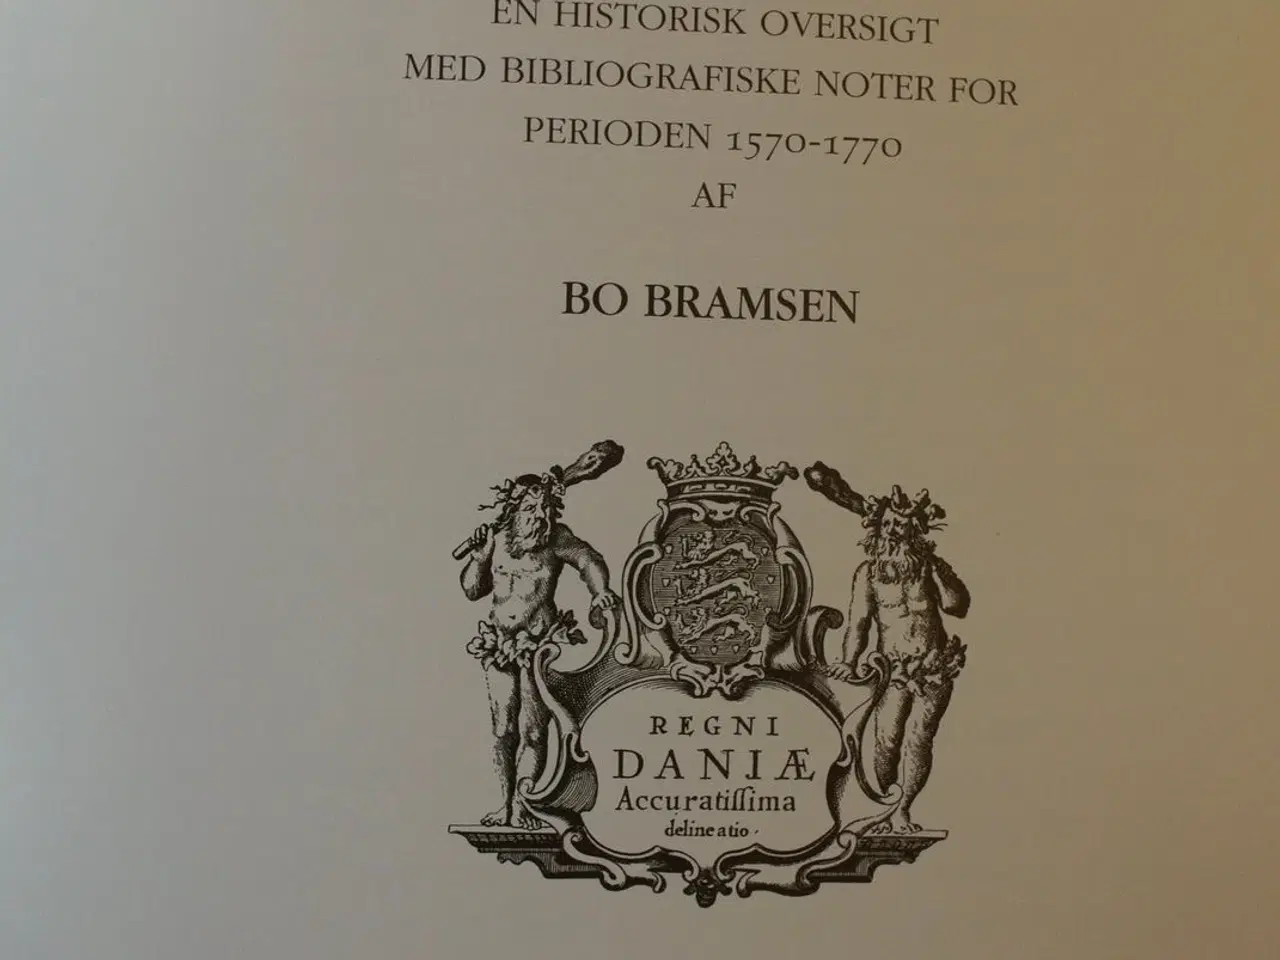 EN HISTORISK OVERSIGT
MED BIBLIOGRAFISKE NOTER FOR
PERIODEN 1570-1770
AF
BO BRAMSEN
REGNI
DANIÆ
Accuratiſſima
delineatio.